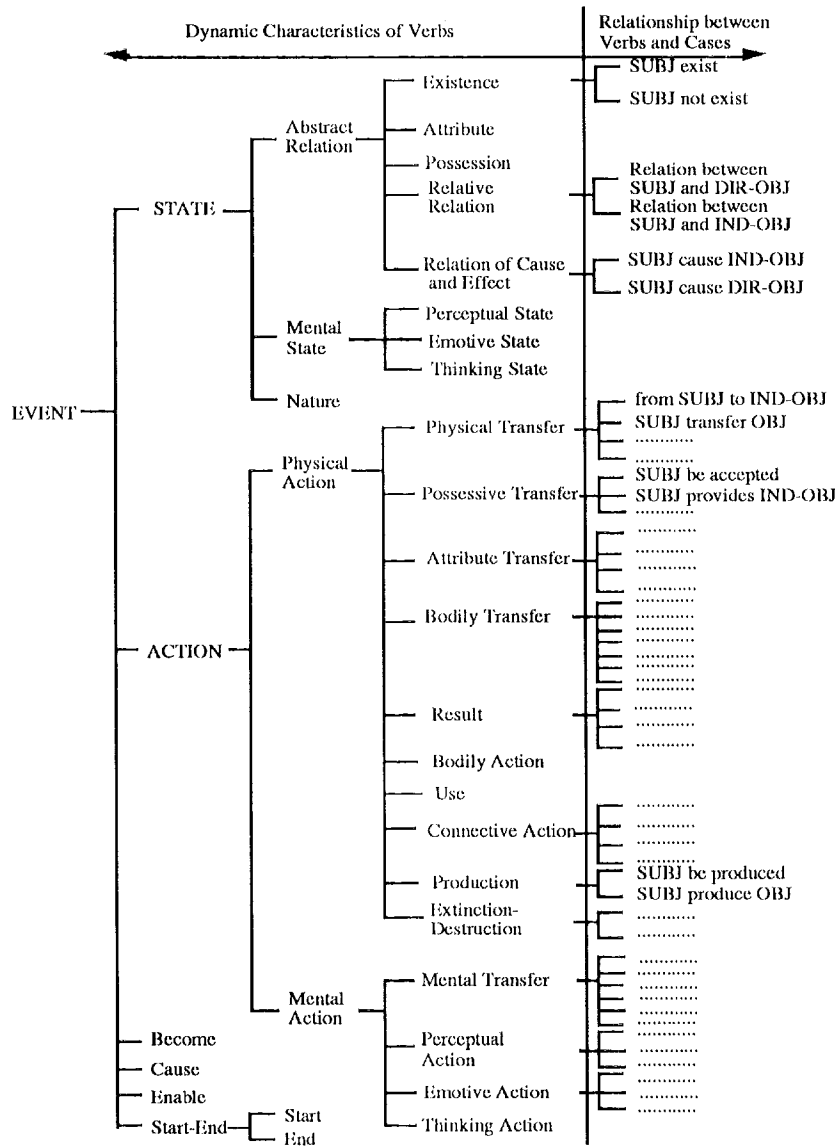 Dynamic Characteristics of Verbs
Relationship between
Verbs and Cases
EVENT
STATE
Abstract
Relation
Existence
SUBJ exist
SUBJ not exist
Attribute
Possession
Relative
Relation
Relation between
SUBJ and DIR-OBJ
Relation between
SUBJ and IND-OBJ
Relation of Cause
and Effect
SUBJ cause IND-OBJ
SUBJ cause DIR-OBJ
Mental
State
Perceptual State
Emotive State
Thinking State
Nature
ACTION
Physical
Action
Physical Transfer
from SUBJ to IND-OBJ
SUBJ transfer OBJ
............
............
Possessive Transfer
SUBJ be accepted
SUBJ provides IND-OBJ
............
Attribute Transfer
............
............
............
............
Bodily Transfer
............
............
............
............
............
............
............
Result
............
............
............
............
Bodily Action
Use
Connective Action
............
............
............
............
Production
SUBJ be produced
SUBJ produce OBJ
Extinction-
Destruction
............
............
Mental
Action
Mental Transfer
............
............
............
............
............
............
Perceptual
Action
............
............
............
Emotive Action
............
............
............
Thinking Action
Become
Cause
Enable
Start-End
Start
End